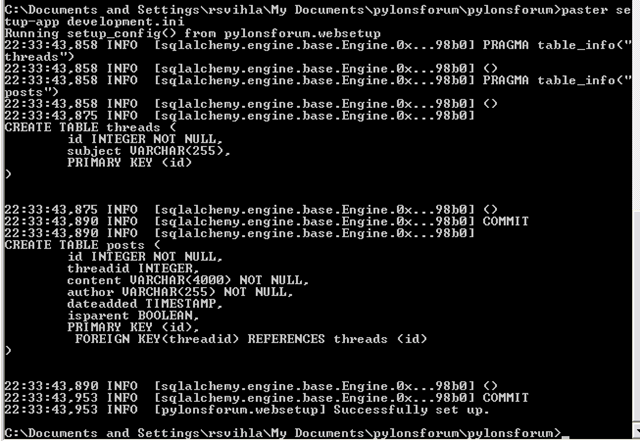 C:\Documents and Settings\rsvihla\My Documents\pylonsforum\pylonsforum>paster se
tup-app development.ini
Running setup_config() from pylonsforum.websetup
22:33:43,858 INFO  [sqlalchemy.engine.base.Engine.0x...98b0] PRAGMA table_info("
threads")
22:33:43,858 INFO  [sqlalchemy.engine.base.Engine.0x...98b0] ()
22:33:43,858 INFO  [sqlalchemy.engine.base.Engine.0x...98b0] PRAGMA table_info("
posts")
22:33:43,858 INFO  [sqlalchemy.engine.base.Engine.0x...98b0] ()
22:33:43,875 INFO  [sqlalchemy.engine.base.Engine.0x...98b0]
CREATE TABLE threads (
        id INTEGER NOT NULL,
        subject VARCHAR(255),
        PRIMARY KEY (id)
)
22:33:43,875 INFO  [sqlalchemy.engine.base.Engine.0x...98b0] ()
22:33:43,890 INFO  [sqlalchemy.engine.base.Engine.0x...98b0] COMMIT
22:33:43,890 INFO  [sqlalchemy.engine.base.Engine.0x...98b0]
CREATE TABLE posts (
        id INTEGER NOT NULL,
        threadid INTEGER,
        content VARCHAR(4000) NOT NULL,
        author VARCHAR(255) NOT NULL,
        dateadded TIMESTAMP,
        isparent BOOLEAN,
        PRIMARY KEY (id),
         FOREIGN KEY(threadid) REFERENCES threads (id)
)
22:33:43,890 INFO  [sqlalchemy.engine.base.Engine.0x...98b0] ()
22:33:43,953 INFO  [sqlalchemy.engine.base.Engine.0x...98b0] COMMIT
22:33:43,953 INFO  [pylonsforum.websetup] Successfully set up.
C:\Documents and Settings\rsvihla\My Documents\pylonsforum\pylonsforum>_